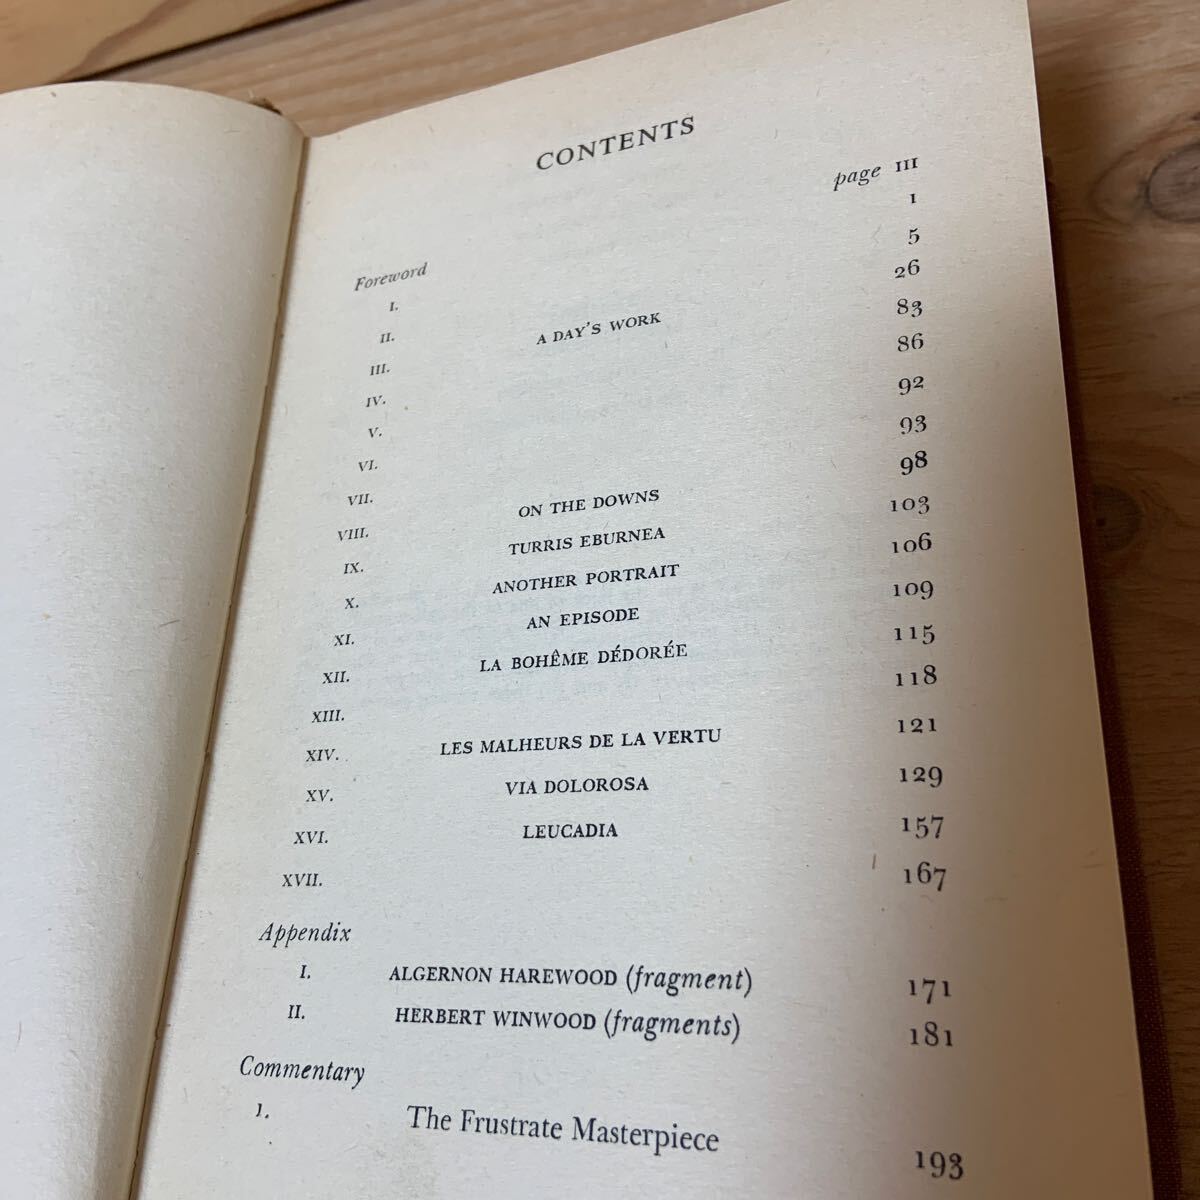 CONTENTS
Foreword page III
I. 1
II. 5
III. A DAY'S WORK 26
IV. 83
V. 86
VI. 92
VII. 93
VIII. ON THE DOWNS 98
IX. TURRIS EBURNEA 103
X. ANOTHER PORTRAIT 106
XI. AN EPISODE 109
XII. LA BOHÊME DÉDORÉE 115
XIII. 118
XIV. LES MALHEURS DE LA VERTU 121
XV. VIA DOLOROSA 129
XVI. LEUCADIA 157
XVII. 167
Appendix
I. ALGERNON HAREWOOD (fragment) 171
II. HERBERT WINWOOD (fragments) 181
Commentary
I. The Frustrate Masterpiece 193